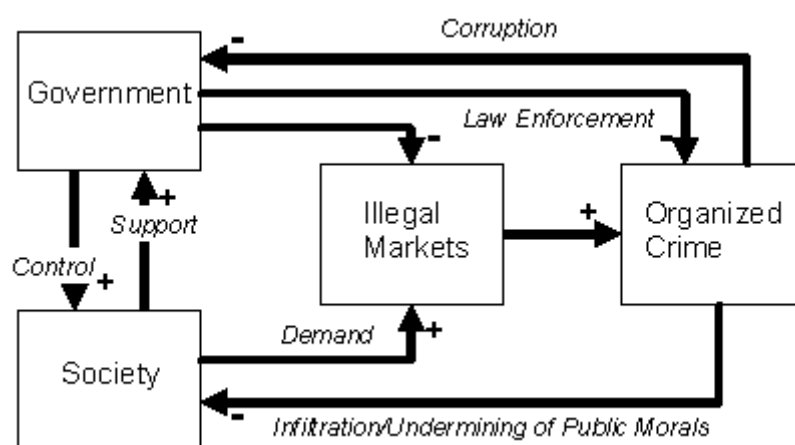 Corruption
-
Government
Law Enforcement
-
-
+
Support
Illegal
Markets
+
Organized
Crime
Control
+
Demand
+
Society
-
Infiltration/Undermining of Public Morals